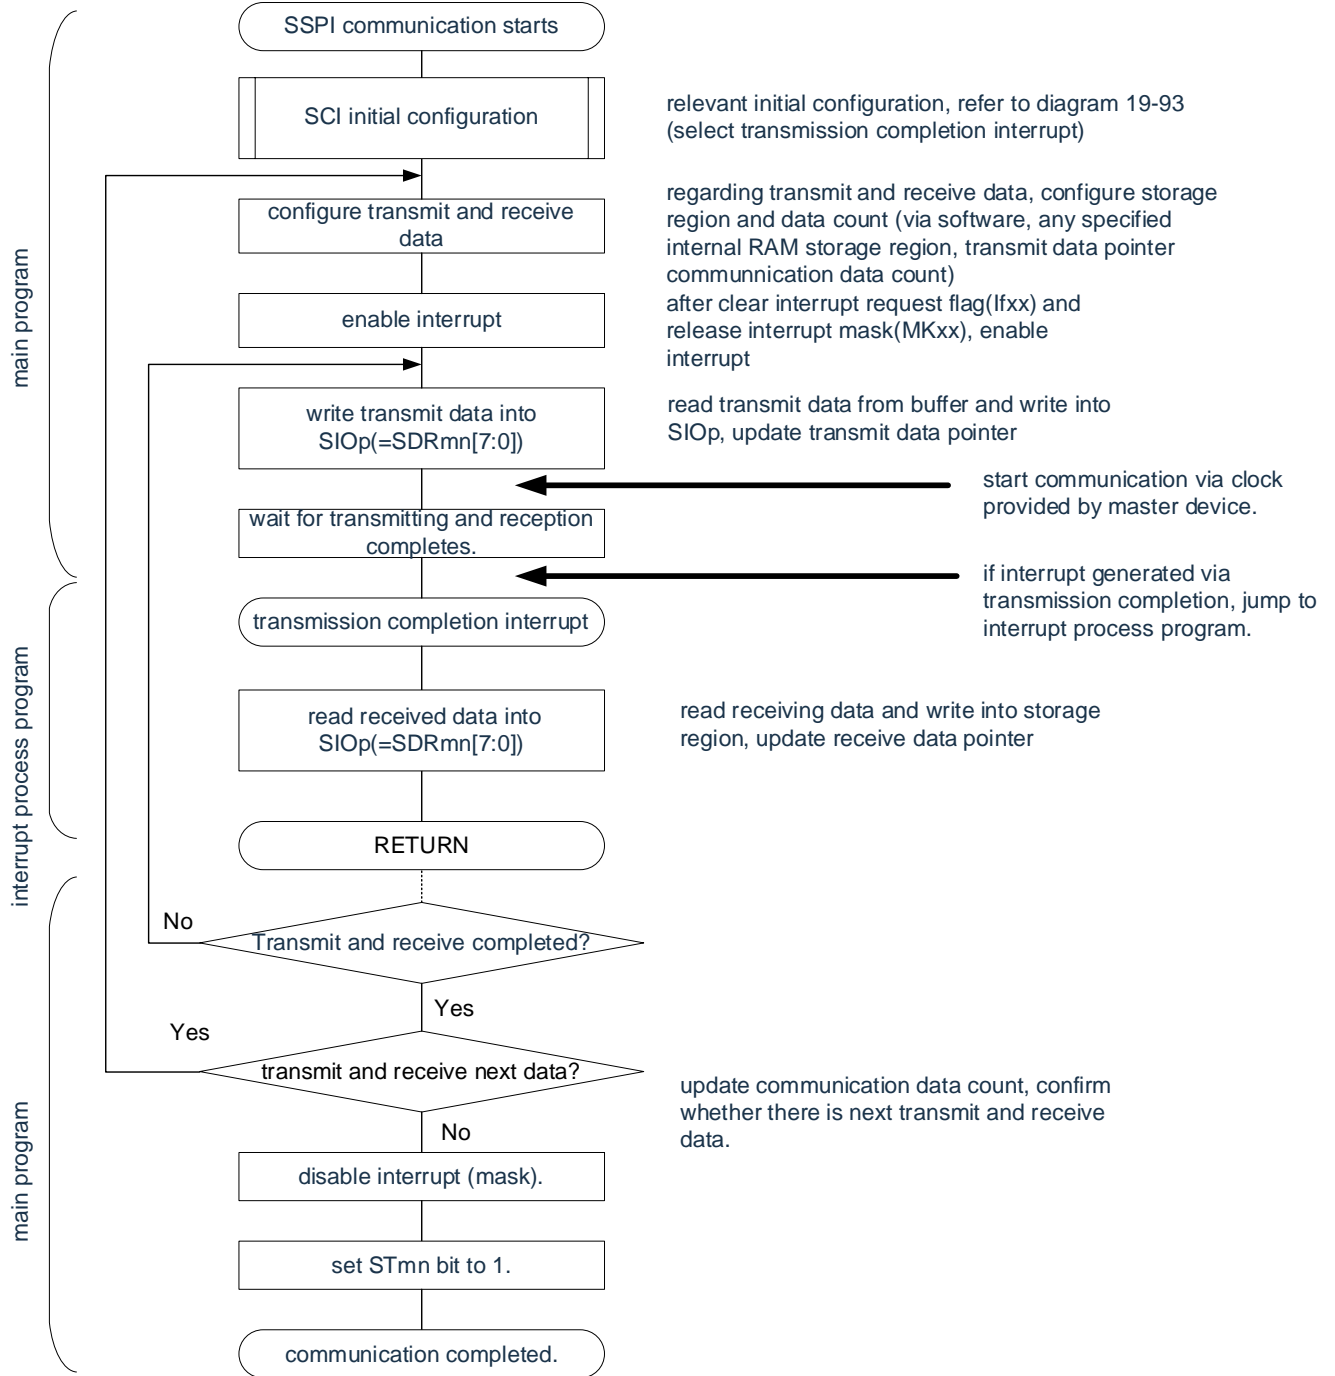 SSPI communication starts
SCI initial configuration
relevant initial configuration, refer to diagram 19-93
(select transmission completion interrupt)
main program
configure transmit and receive
data
regarding transmit and receive data, configure storage
region and data count (via software, any specified
internal RAM storage region, transmit data pointer
communnication data count)
enable interrupt
after clear interrupt request flag(Ifxx) and
release interrupt mask(MKxx), enable
interrupt
write transmit data into
SIOp(=SDRmn[7:0])
read transmit data from buffer and write into
SIOp, update transmit data pointer
start communication via clock
provided by master device.
wait for transmitting and reception
completes.
if interrupt generated via
transmission completion, jump to
interrupt process program.
interrupt process program
transmission completion interrupt
read received data into
SIOp(=SDRmn[7:0])
read receiving data and write into storage
region, update receive data pointer
RETURN
main program
No
Transmit and receive completed?
Yes
Yes
transmit and receive next data?
update communication data count, confirm
whether there is next transmit and receive
data.
No
disable interrupt (mask).
set STmn bit to 1.
communication completed.